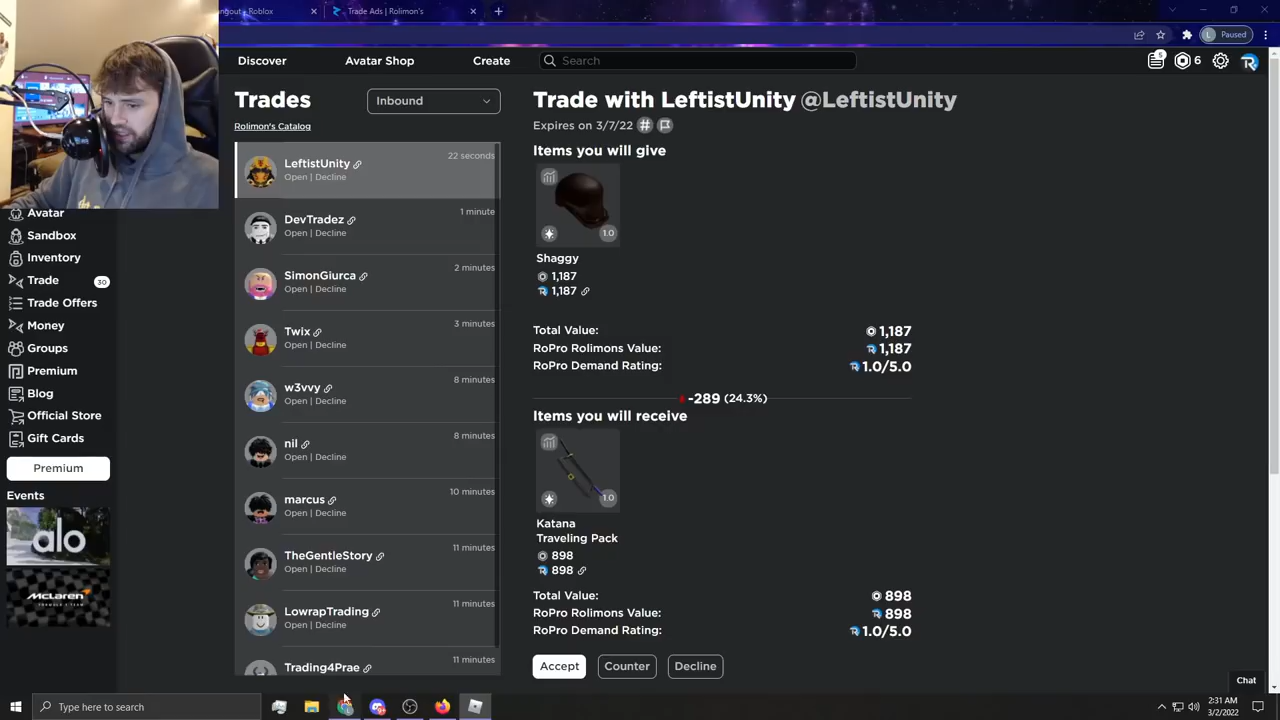 ngout - Roblox
Trade Ads | Rolimon's
Paused
Discover
Avatar Shop
Create
Search
5
6
Avatar
Sandbox
Inventory
Trade
30
Trade Offers
Money
Groups
Premium
Blog
Official Store
Gift Cards
Premium
Events
alo
McLaren
Trades
Inbound
Rolimon's Catalog
LeftistUnity
22 seconds
Open | Decline
DevTradez
1 minute
Open | Decline
SimonGiurca
2 minutes
Open | Decline
Twix
3 minutes
Open | Decline
w3vvy
8 minutes
Open | Decline
nil
8 minutes
Open | Decline
marcus
10 minutes
Open | Decline
TheGentleStory
11 minutes
Open | Decline
LowrapTrading
11 minutes
Open | Decline
Trading4Prae
11 minutes
Trade with LeftistUnity @LeftistUnity
Expires on 3/7/22
Items you will give
1.0
Shaggy
1,187
1,187
Total Value: 1,187
RoPro Rolimons Value: 1,187
RoPro Demand Rating: 1.0/5.0
-289 (24.3%)
Items you will receive
1.0
Katana
Traveling Pack
898
898
Total Value: 898
RoPro Rolimons Value: 898
RoPro Demand Rating: 1.0/5.0
Accept
Counter
Decline
Chat
Type here to search
2:31 AM
3/2/2022